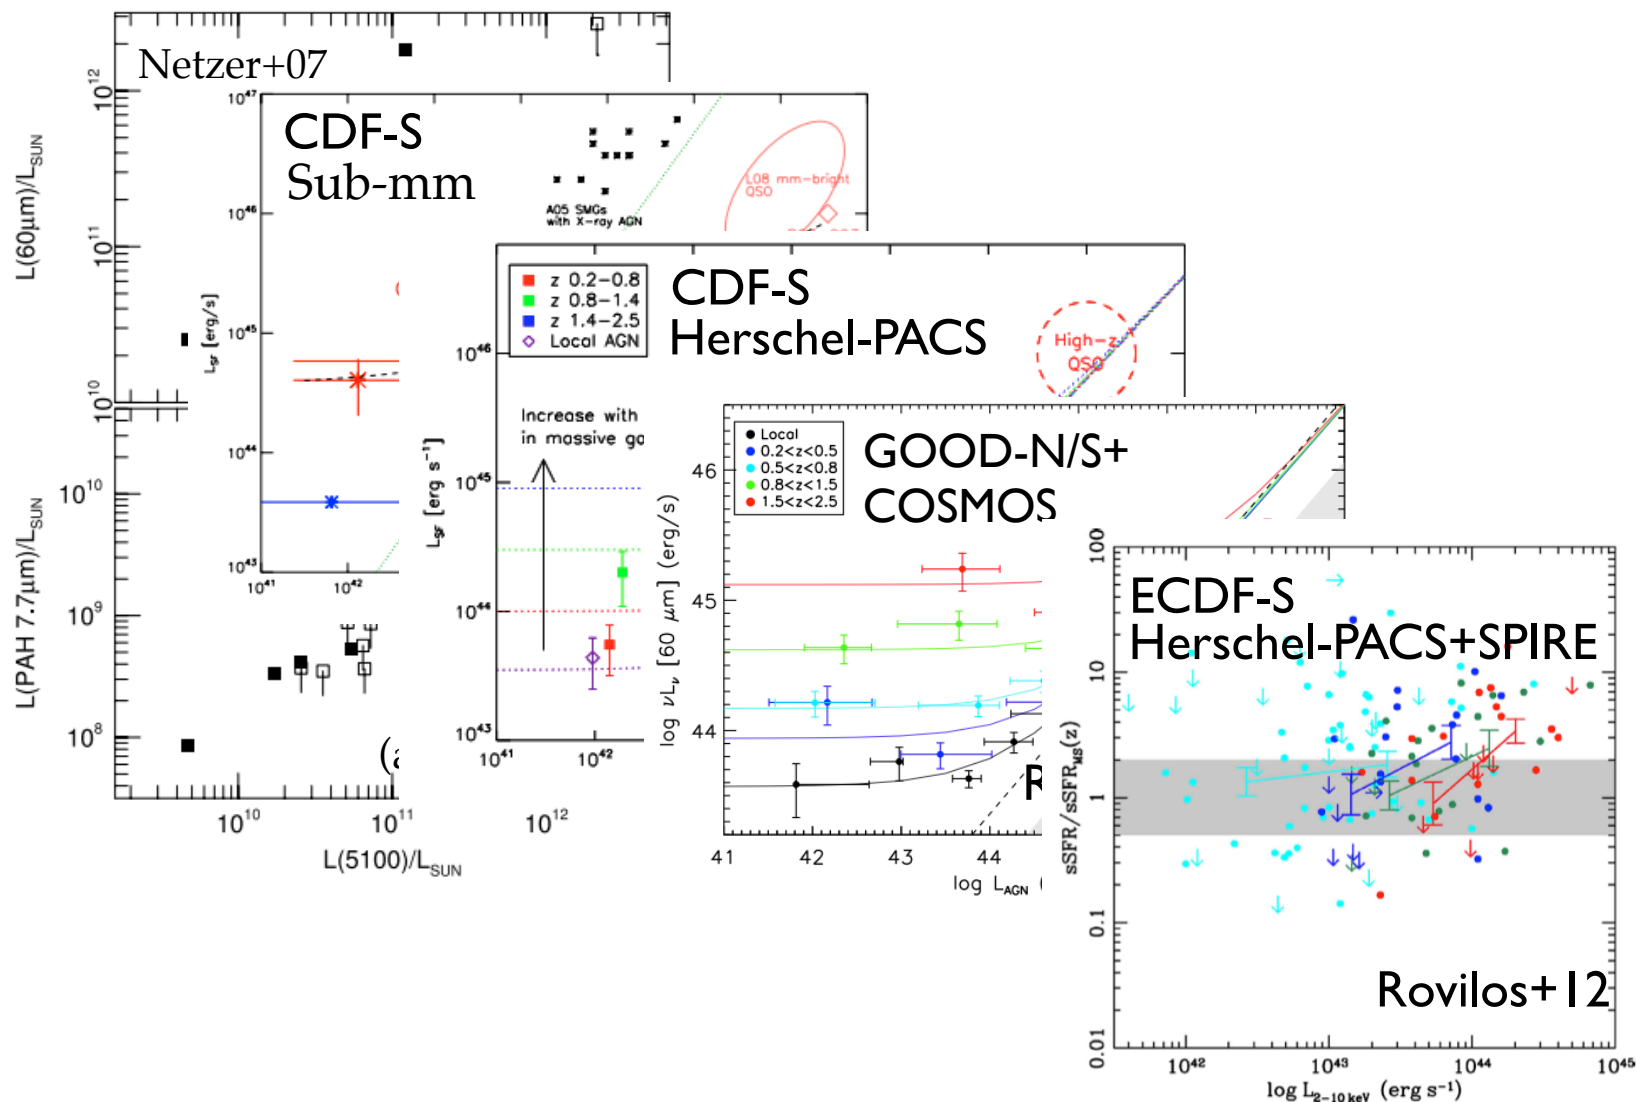 Netzer+07
10^12
10^11
10^10
L(60μm)/L_SUN
10^10
10^9
10^8
L(PAH 7.7μm)/L_SUN
(a
10^10
10^11
10^12
L(5100)/L_SUN
CDF-S
Sub-mm
10^47
10^46
10^45
10^44
10^43
L_SF [erg/s]
10^41
10^42
A05 SMGs
with X-ray AGN
L08 mm-bright
QSO
CDF-S
Herschel-PACS
z 0.2-0.8
z 0.8-1.4
z 1.4-2.5
Local AGN
High-z
QSO
Increase with
in massive ga
10^46
10^45
10^44
10^43
L_SF [erg s^-1]
10^41
10^42
GOOD-N/S+
COSMOS
Local
0.2<z<0.5
0.5<z<0.8
0.8<z<1.5
1.5<z<2.5
46
45
44
log νL_ν [60 μm] (erg/s)
R
41
42
43
44
log L_AGN (
ECDF-S
Herschel-PACS+SPIRE
100
10
1
0.1
0.01
sSFR/sSFR_MS(z)
Rovilos+12
10^42
10^43
10^44
10^45
log L_2-10 keV (erg s^-1)